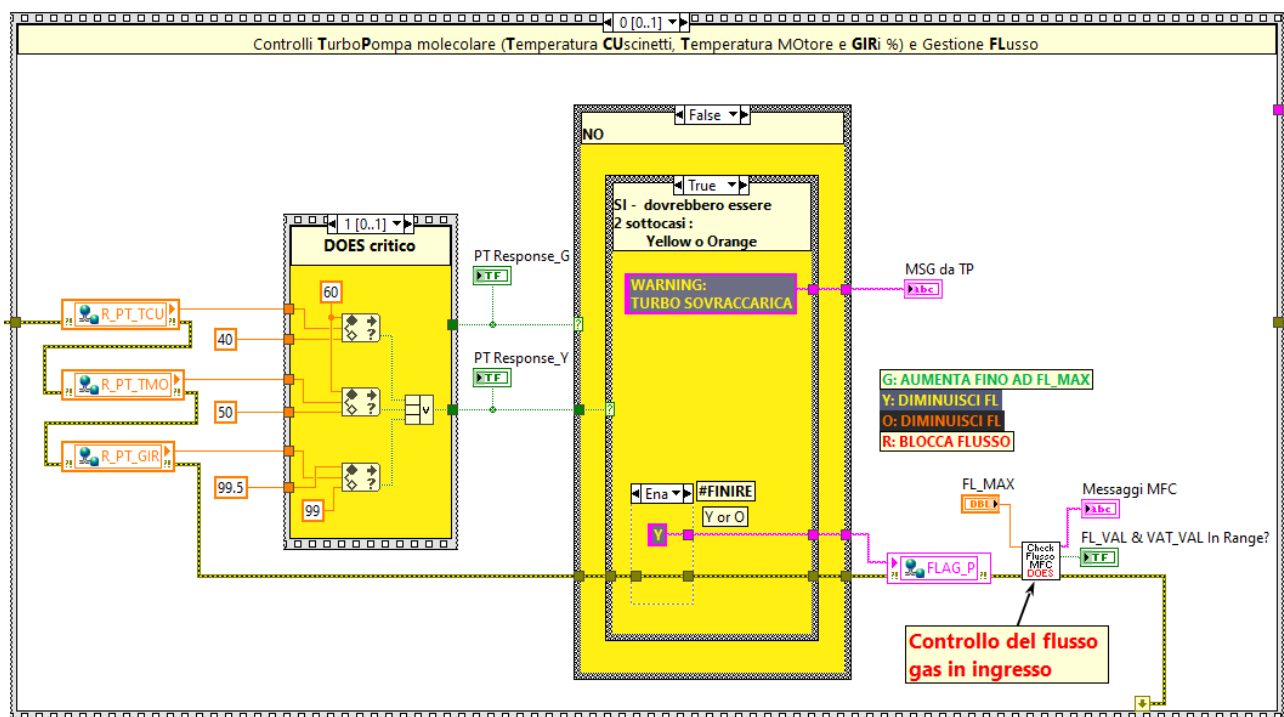 0 [0..1]
Controlli TurboPompa molecolare (Temperatura CUscinetti, Temperatura MOtore e GIRi %) e Gestione FLusso
False
NO
True
SI - dovrebbero essere
2 sottocasi :
Yellow o Orange
1 [0..1]
DOES critico
PT Response_G
TF
MSG da TP
abc
WARNING:
TURBO SOVRACCARICA
60
R_PT_TCU
40
?
?
PT Response_Y
TF
R_PT_TMO
50
?
?
V
G: AUMENTA FINO AD FL_MAX
Y: DIMINUISCI FL
O: DIMINUISCI FL
R: BLOCCA FLUSSO
R_PT_GIR
99.5
?
99
Ena
#FINIRE
Y or O
Y
FL_MAX
DBL
Messaggi MFC
abc
FL_VAL & VAT_VAL In Range?
TF
FLAG_P
Check
Flusso
MFC
DOES
Controllo del flusso
gas in ingresso